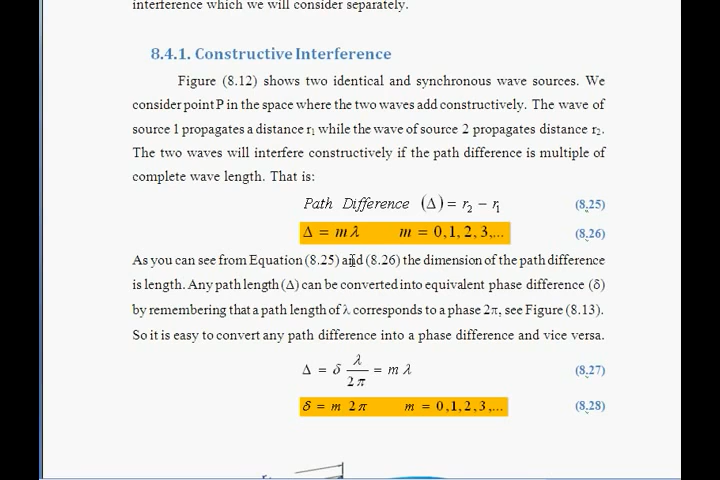 interference which we will consider separately.
8.4.1. Constructive Interference
Figure (8.12) shows two identical and synchronous wave sources. We
consider point P in the space where the two waves add constructively. The wave of
source 1 propagates a distance r₁ while the wave of source 2 propagates distance r₂.
The two waves will interfere constructively if the path difference is multiple of
complete wave length. That is:
Path Difference (Δ) = r₂ − r₁ (8.25)
Δ = m λ m = 0,1,2,3,... (8.26)
As you can see from Equation (8.25) and (8.26) the dimension of the path difference
is length. Any path length (Δ) can be converted into equivalent phase difference (δ)
by remembering that a path length of λ corresponds to a phase 2π, see Figure (8.13).
So it is easy to convert any path difference into a phase difference and vice versa.
Δ = δ λ/2π = m λ (8.27)
δ = m 2π m = 0,1,2,3,... (8.28)